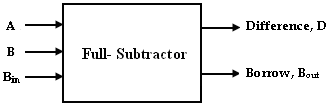 A
B
Bin
Full- Subtractor
Difference, D
Borrow, Bout